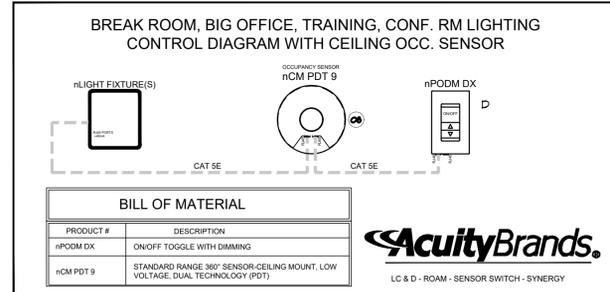 BREAK ROOM, BIG OFFICE, TRAINING, CONF. RM LIGHTING
CONTROL DIAGRAM WITH CEILING OCC. SENSOR
nLIGHT FIXTURE(S)
OCCUPANCY SENSOR
nCM PDT 9
nPODM DX
ON/OFF
CAT 5E
CAT 5E
BILL OF MATERIAL
PRODUCT # DESCRIPTION
nPODM DX ON/OFF TOGGLE WITH DIMMING
nCM PDT 9 STANDARD RANGE 360° SENSOR-CEILING MOUNT, LOW
VOLTAGE, DUAL TECHNOLOGY (PDT)
AcuityBrands.
LC & D - ROAM - SENSOR SWITCH - SYNERGY